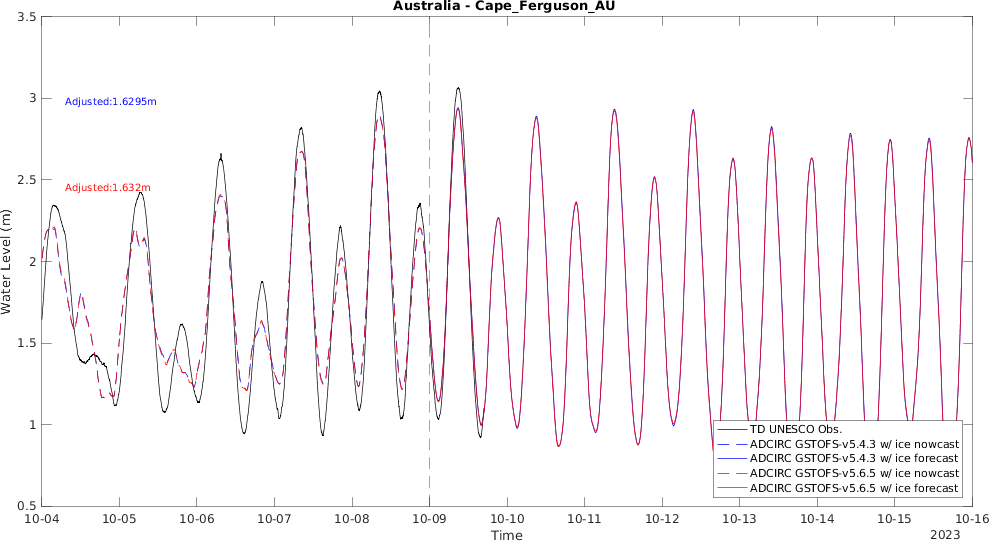 Australia - Cape_Ferguson_AU
3.5
3
2.5
2
1.5
1
0.5
Water Level (m)
Adjusted:1.6295m
Adjusted:1.632m
TD UNESCO Obs.
ADCIRC GSTOFS-v5.4.3 w/ ice nowcast
ADCIRC GSTOFS-v5.4.3 w/ ice forecast
ADCIRC GSTOFS-v5.6.5 w/ ice nowcast
ADCIRC GSTOFS-v5.6.5 w/ ice forecast
10-04 10-05 10-06 10-07 10-08 10-09 10-10 10-11 10-12 10-13 10-14 10-15 10-16
Time
2023